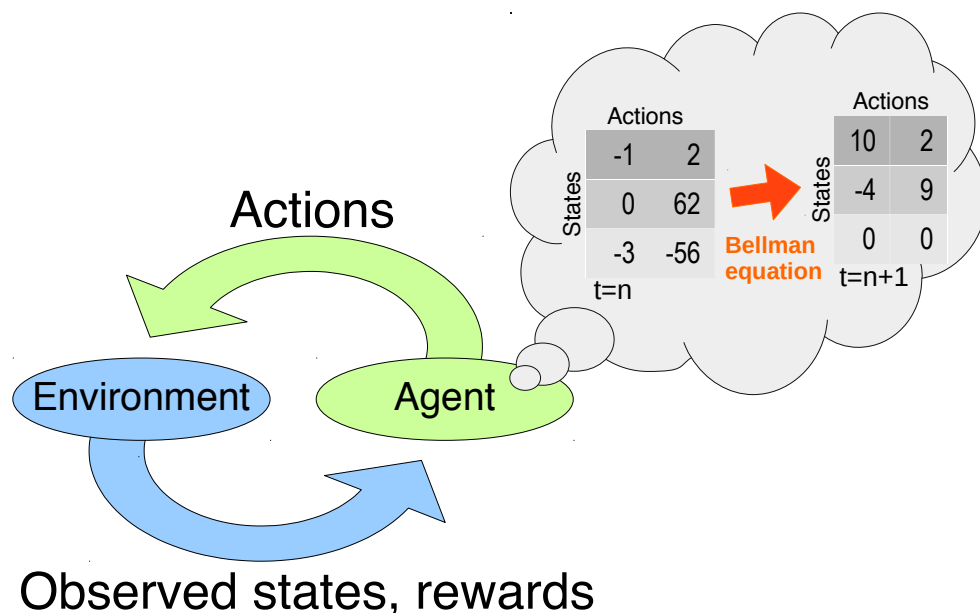 Actions
States
-1 2
0 62
-3 -56
t=n
Bellman
equation
Actions
States
10 2
-4 9
0 0
t=n+1
Actions
Environment
Agent
Observed states, rewards